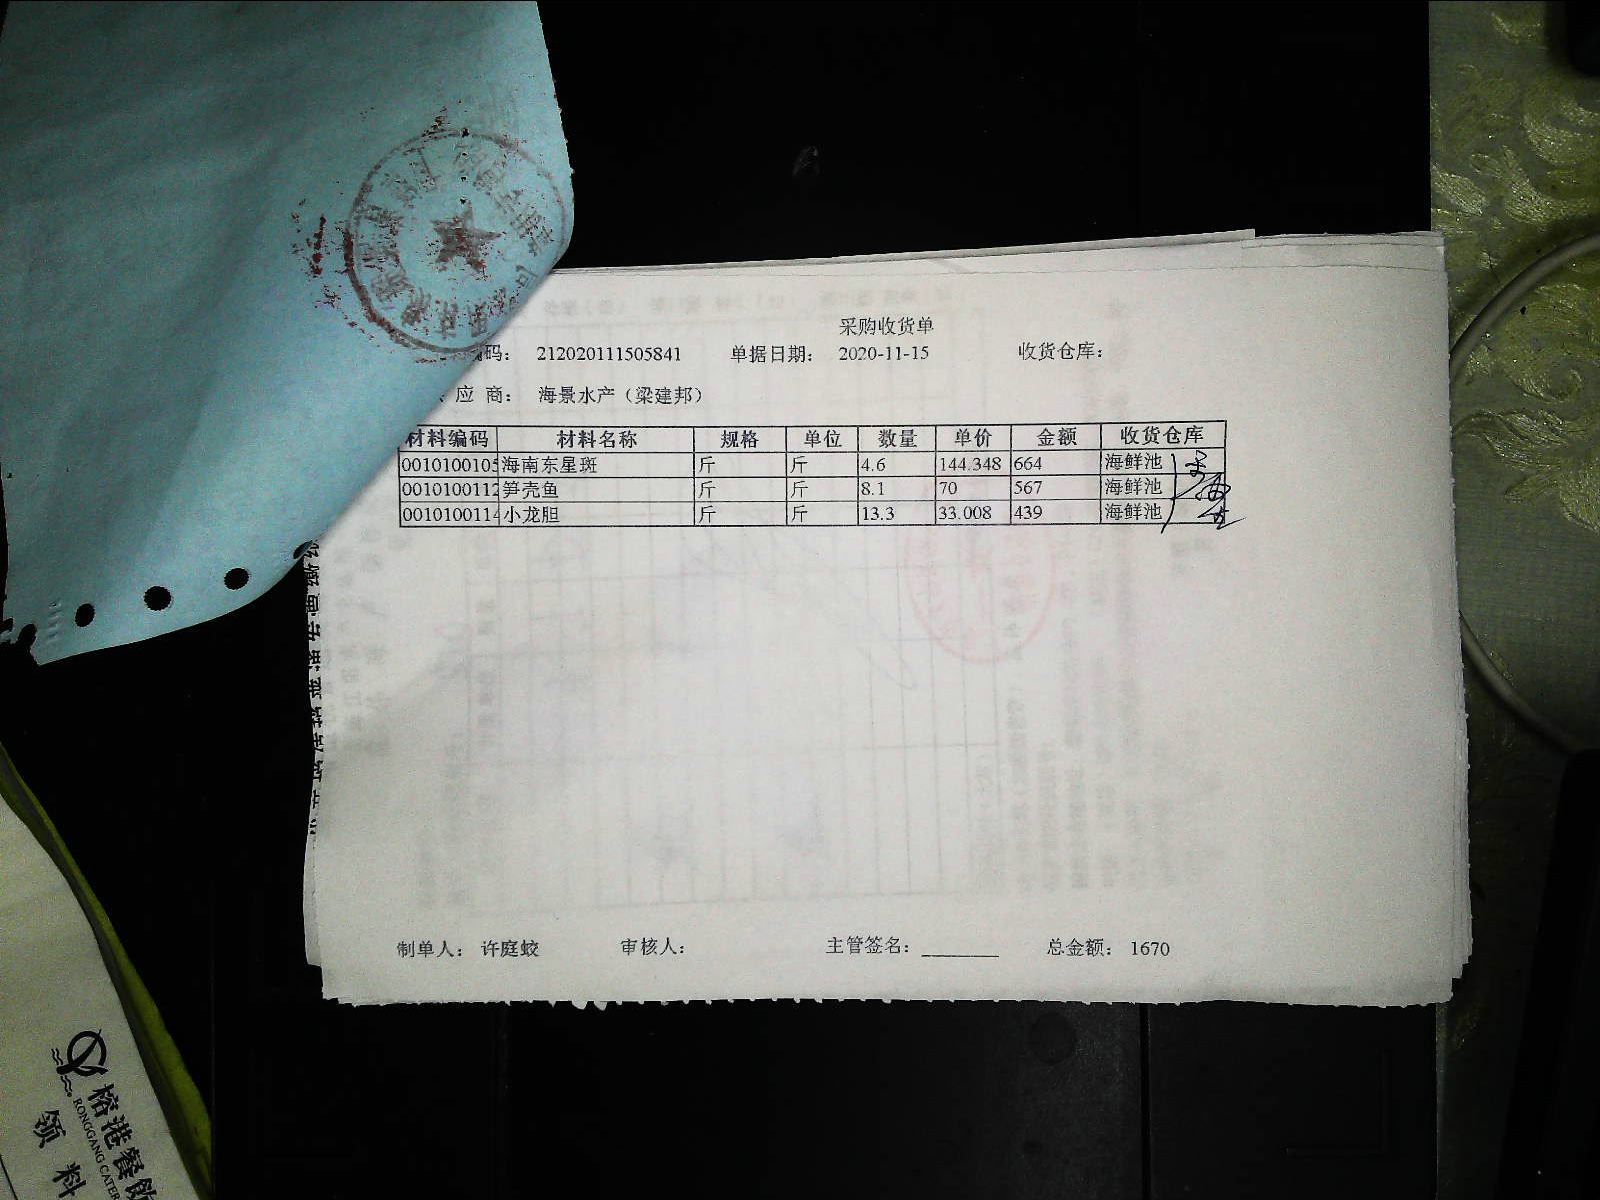 采购收货单
码： 212020111505841 单据日期： 2020-11-15 收货仓库：
应 商： 海景水产（梁建邦）
材料编码 材料名称 规格 单位 数量 单价 金额 收货仓库
0010100105 海南东星斑 斤 斤 4.6 144.348 664 海鲜池
0010100112 笋壳鱼 斤 斤 8.1 70 567 海鲜池
0010100114 小龙胆 斤 斤 13.3 33.008 439 海鲜池
制单人： 许庭蛟 审核人： 主管签名： 总金额： 1670
榕港餐飲
RONGGANG CATER
领 料